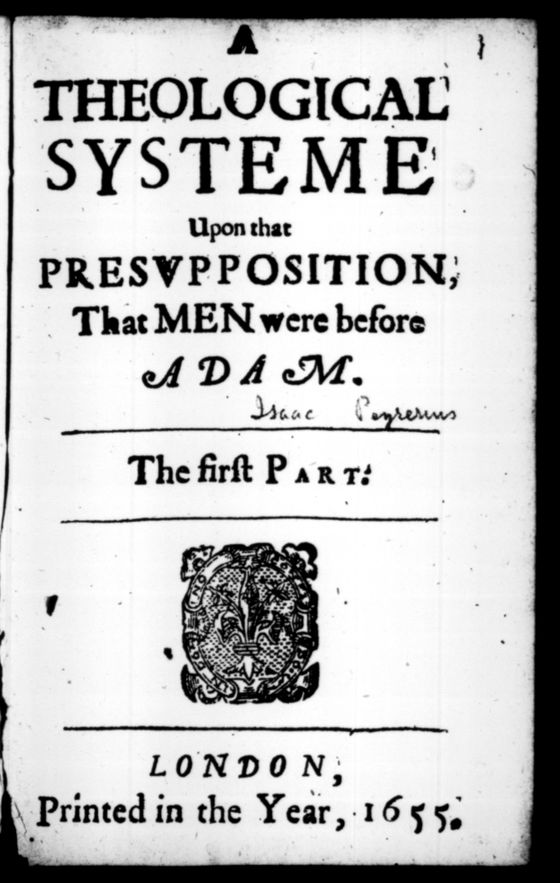 A
THEOLOGICAL
SYSTEME
Upon that
PRESVPPOSITION,
That MEN were before
ADAM.
Isaac Peyrerius
The first PART.
LONDON,
Printed in the Year, 1655.